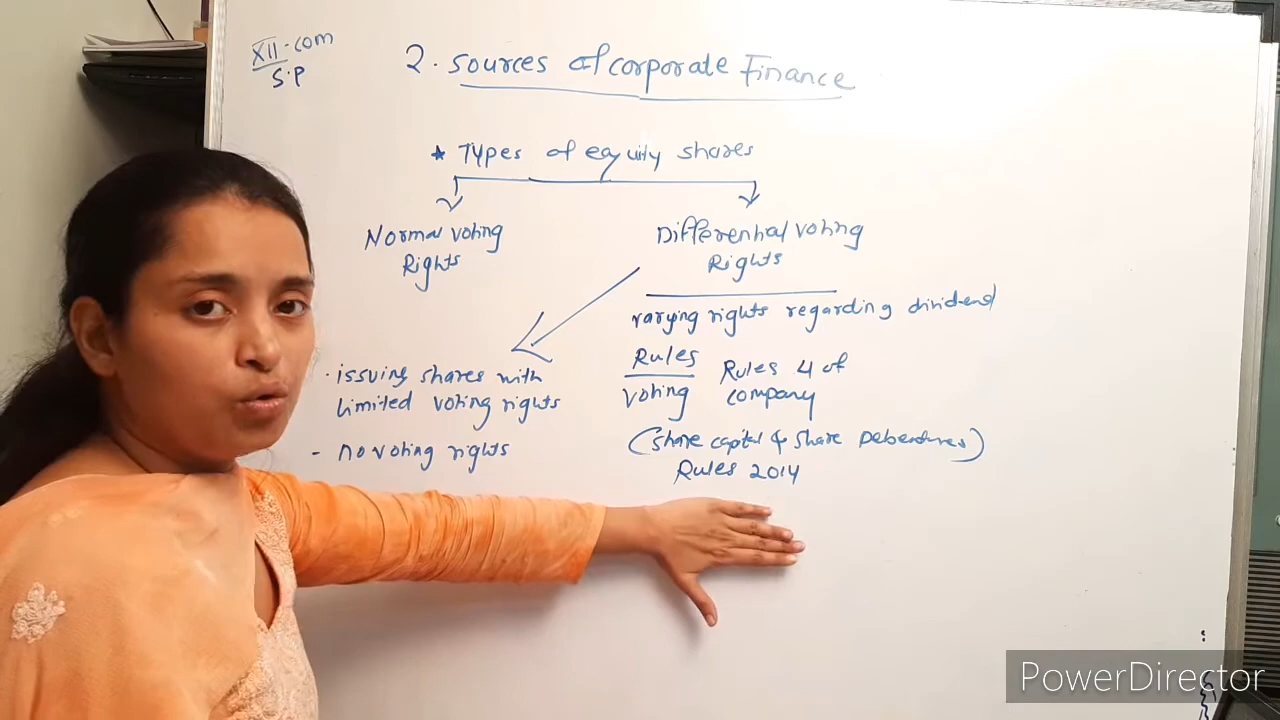 XII-com
S.P
2. Sources of corporate Finance
* Types of equity shares
Normal voting
Rights
Differential voting
Rights
varying rights regarding dividend
Rules
voting
Rules 4 of
company
(share capital & share Debentures)
Rules 2014
· issuing shares with
limited voting rights
- no voting rights
PowerDirector